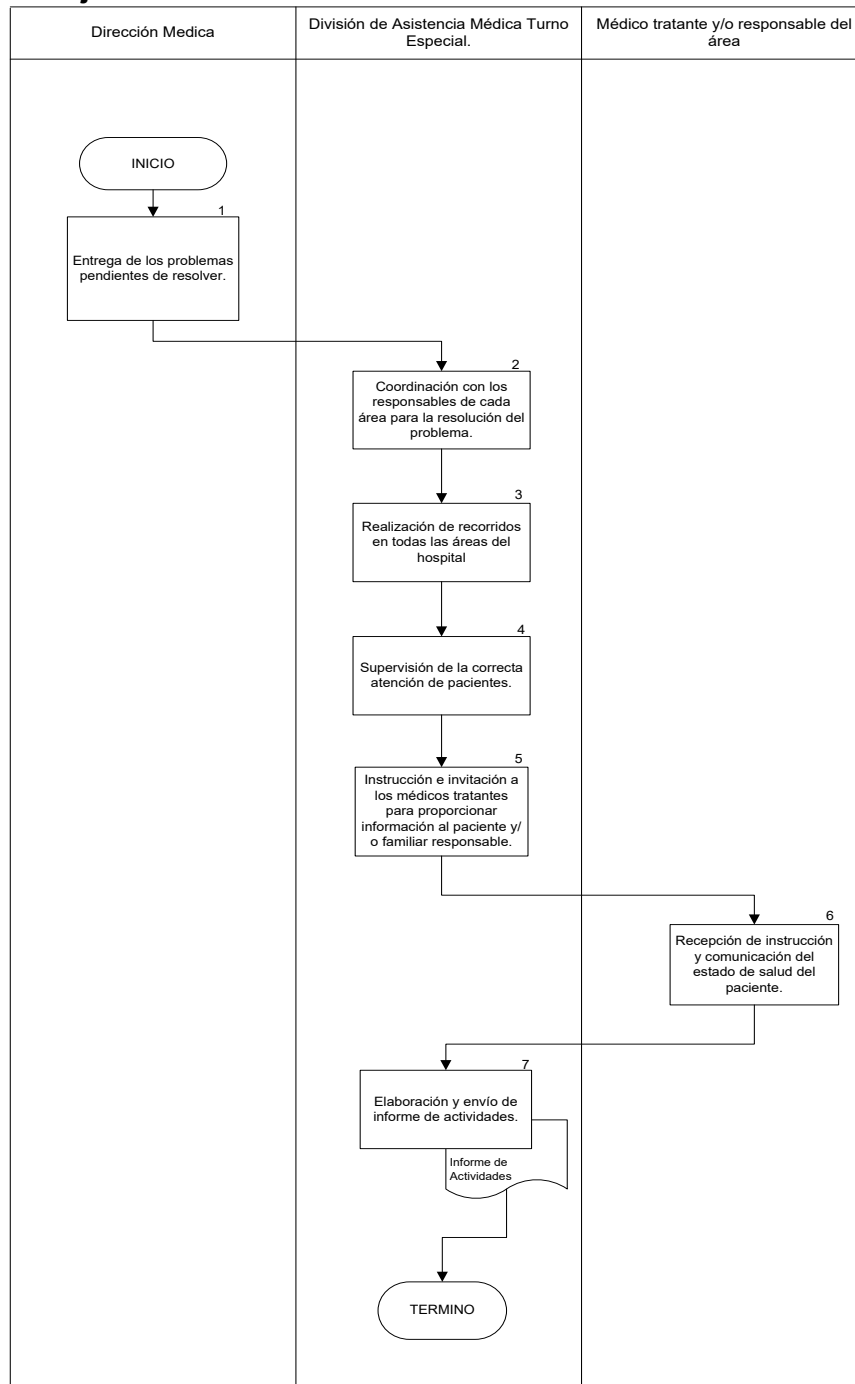 Dirección Medica
División de Asistencia Médica Turno
Especial.
Médico tratante y/o responsable del
área
INICIO
1
Entrega de los problemas
pendientes de resolver.
2
Coordinación con los
responsables de cada
área para la resolución del
problema.
3
Realización de recorridos
en todas las áreas del
hospital
4
Supervisión de la correcta
atención de pacientes.
5
Instrucción e invitación a
los médicos tratantes
para proporcionar
información al paciente y/
o familiar responsable.
6
Recepción de instrucción
y comunicación del
estado de salud del
paciente.
7
Elaboración y envío de
informe de actividades.
Informe de
Actividades
TERMINO